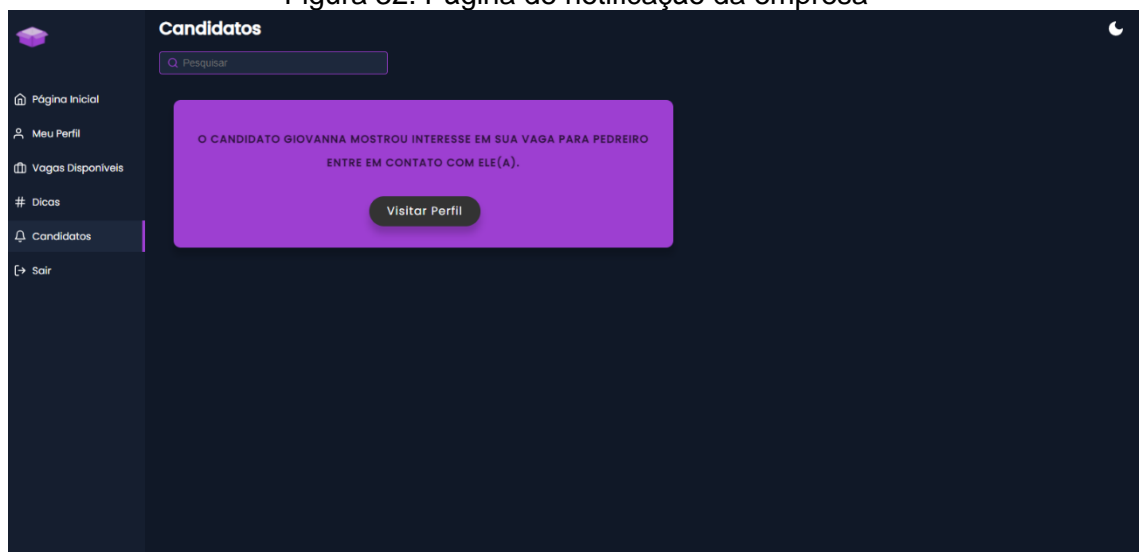 Figura 32: Página de notificação da empresa
Candidatos
Pesquisar
Página Inicial
Meu Perfil
Vagas Disponíveis
Dicas
Candidatos
Sair
O CANDIDATO GIOVANNA MOSTROU INTERESSE EM SUA VAGA PARA PEDREIRO
ENTRE EM CONTATO COM ELE(A).
Visitar Perfil